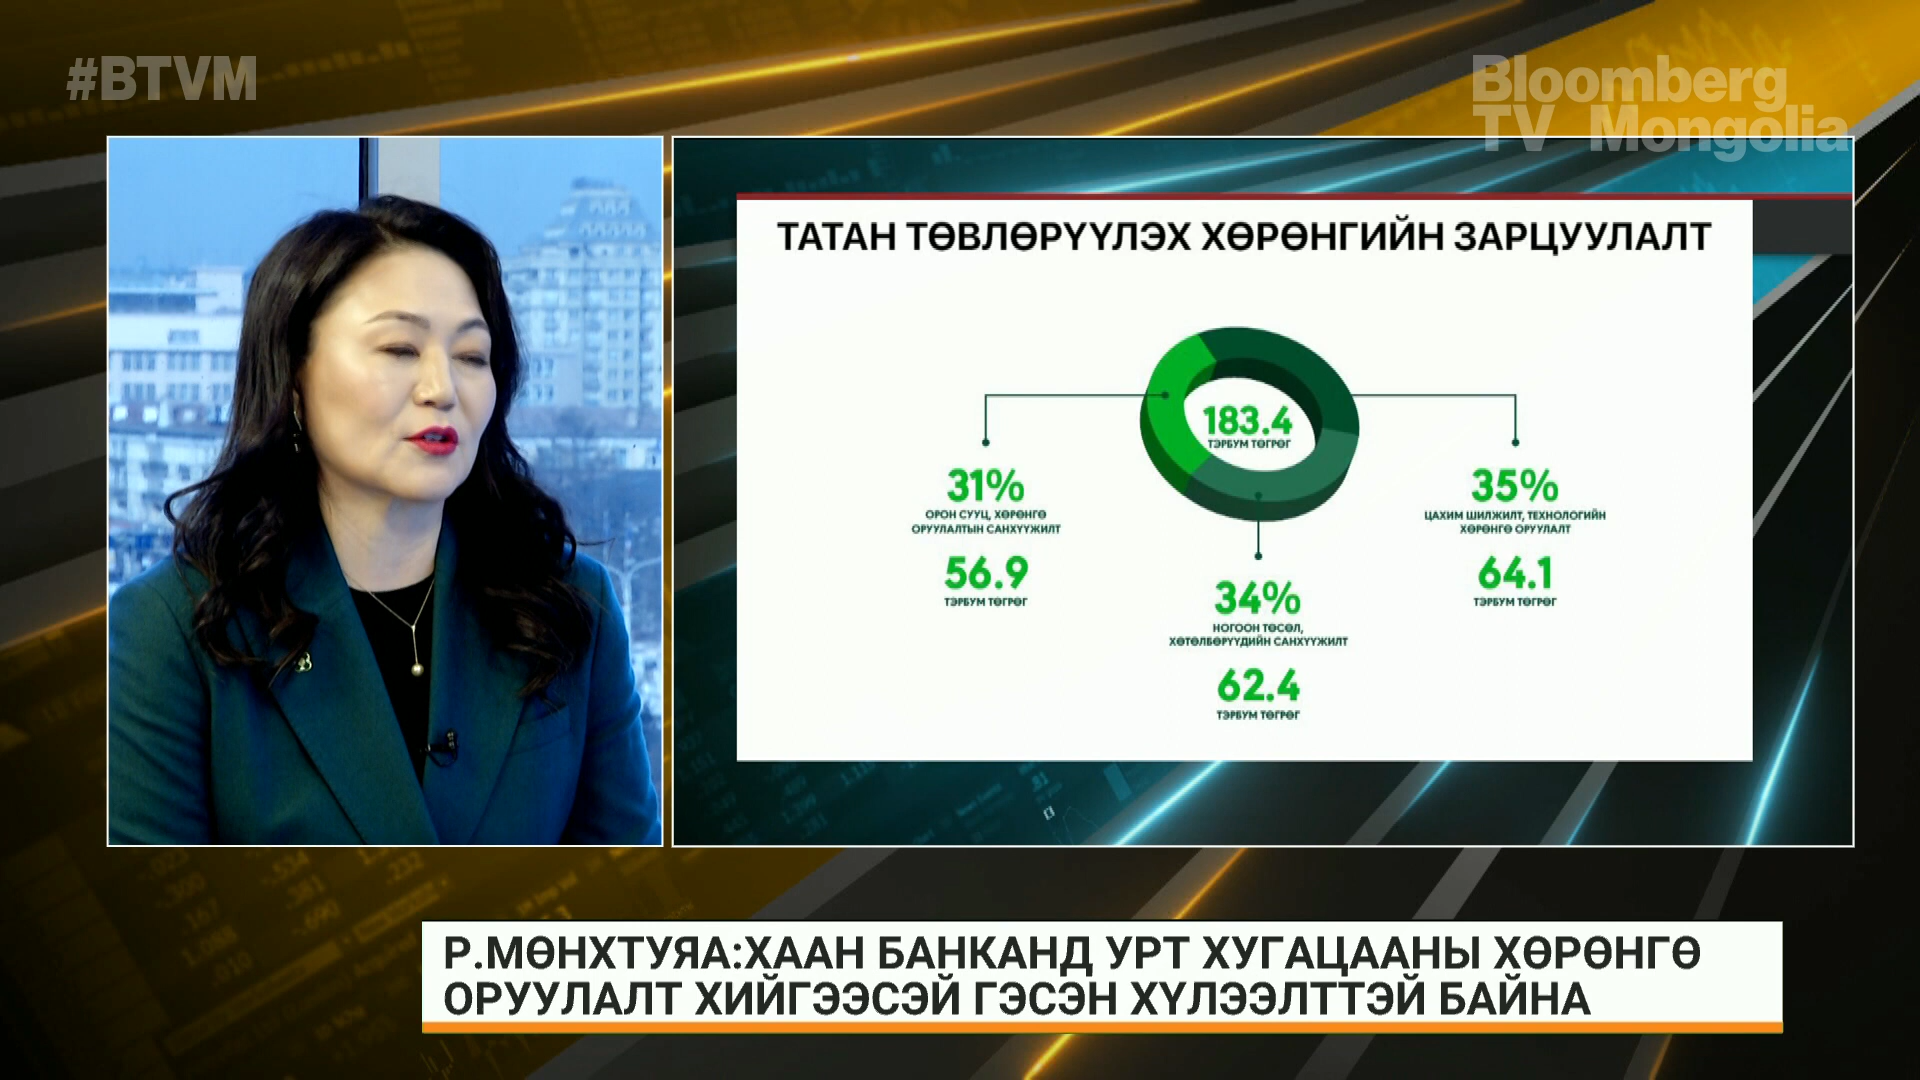 #BTVM
Bloomberg
TV Mongolia
ТАТАН ТӨВЛӨРҮҮЛЭХ ХӨРӨНГИЙН ЗАРЦУУЛАЛТ
183.4
ТЭРБУМ ТӨГРӨГ
31%
ОРОН СУУЦ, ХӨРӨНГӨ
ОРУУЛАЛТЫН САНХҮҮЖИЛТ
56.9
ТЭРБУМ ТӨГРӨГ
34%
НОГООН ТӨСӨЛ,
ХӨТӨЛБӨРҮҮДИЙН САНХҮҮЖИЛТ
62.4
ТЭРБУМ ТӨГРӨГ
35%
ЦАХИМ ШИЛЖИЛТ, ТЕХНОЛОГИЙН
ХӨРӨНГӨ ОРУУЛАЛТ
64.1
ТЭРБУМ ТӨГРӨГ
Р.МӨНХТУЯА:ХААН БАНКАНД УРТ ХУГАЦААНЫ ХӨРӨНГӨ
ОРУУЛАЛТ ХИЙГЭЭСЭЙ ГЭСЭН ХҮЛЭЭЛТТЭЙ БАЙНА